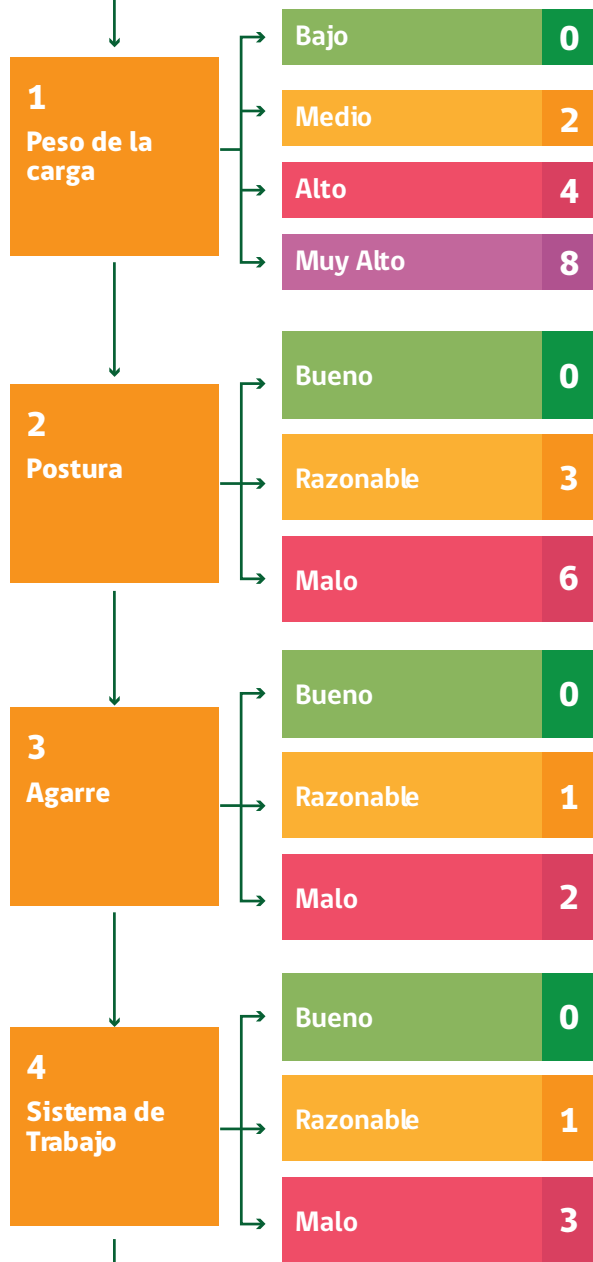 1
Peso de la
carga
Bajo 0
Medio 2
Alto 4
Muy Alto 8
2
Postura
Bueno 0
Razonable 3
Malo 6
3
Agarre
Bueno 0
Razonable 1
Malo 2
4
Sistema de
Trabajo
Bueno 0
Razonable 1
Malo 3